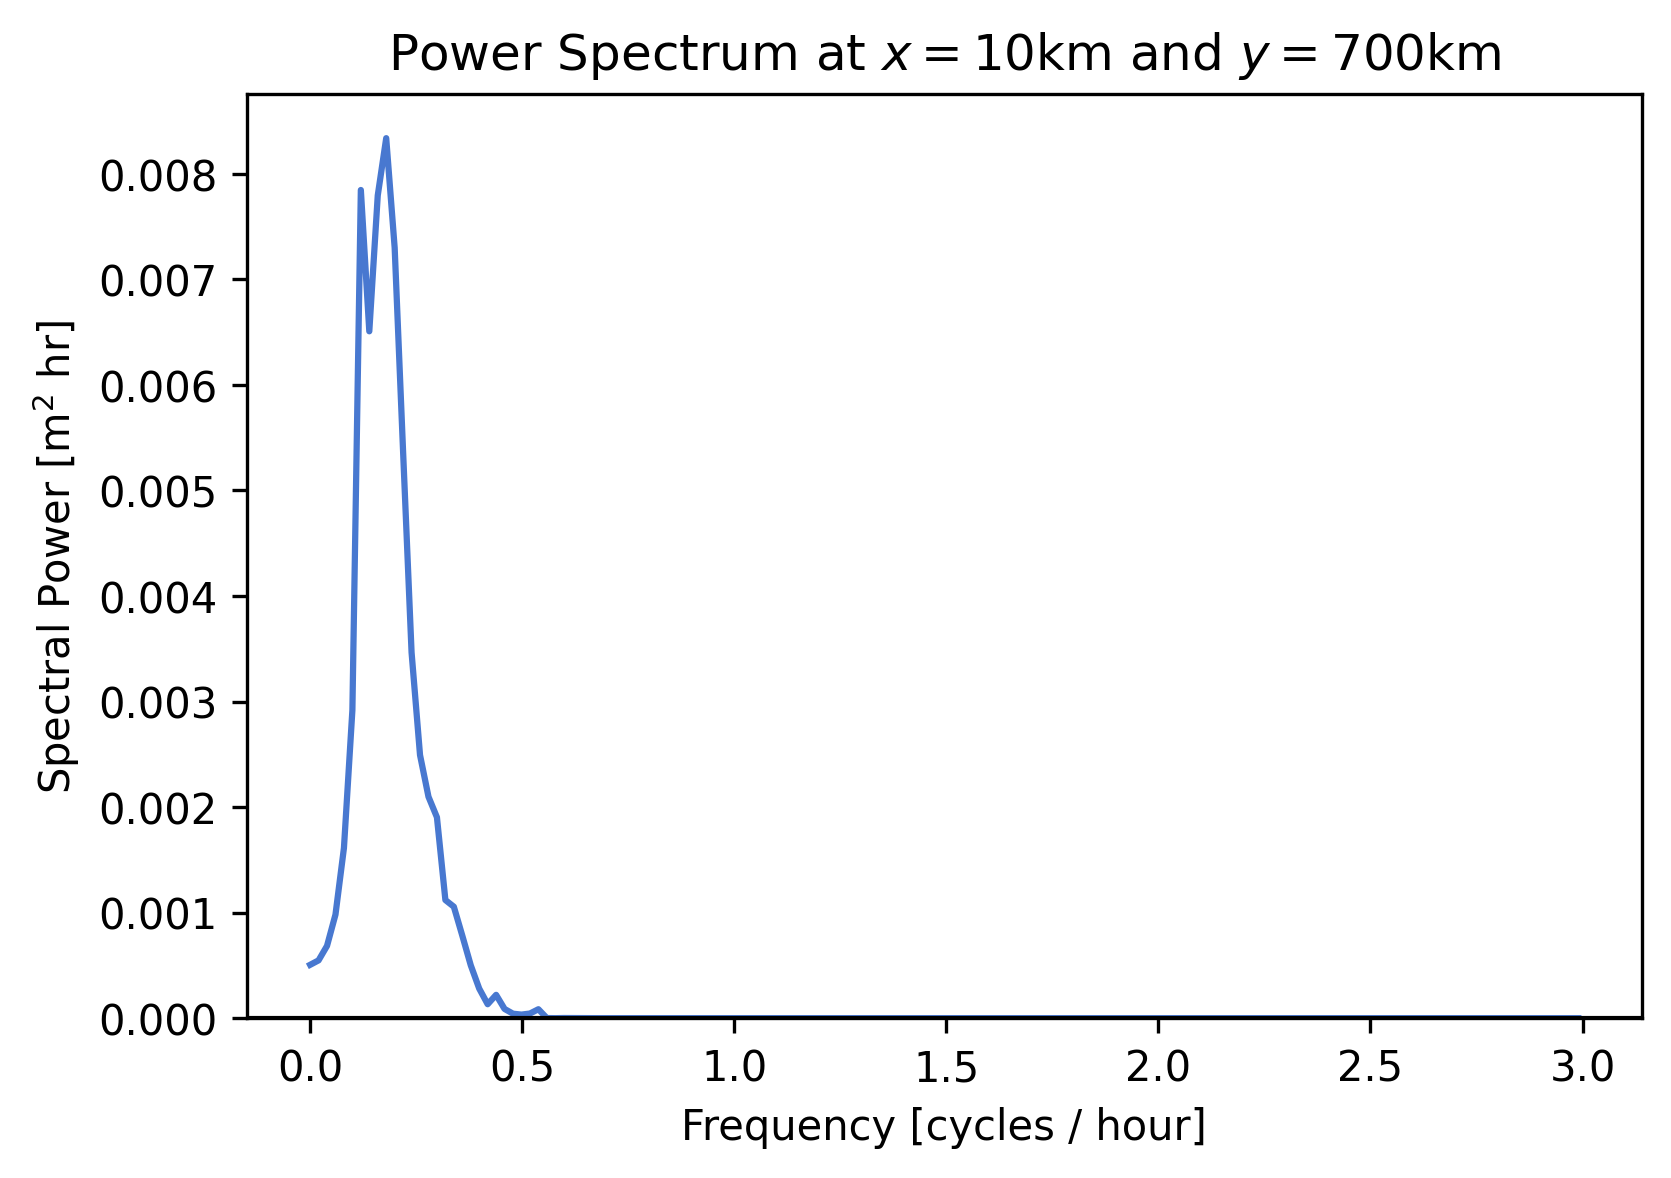 Power Spectrum at x = 10km and y = 700km
0.008
0.007
0.006
0.005
0.004
0.003
0.002
0.001
0.000
Spectral Power [m² hr]
0.0 0.5 1.0 1.5 2.0 2.5 3.0
Frequency [cycles / hour]